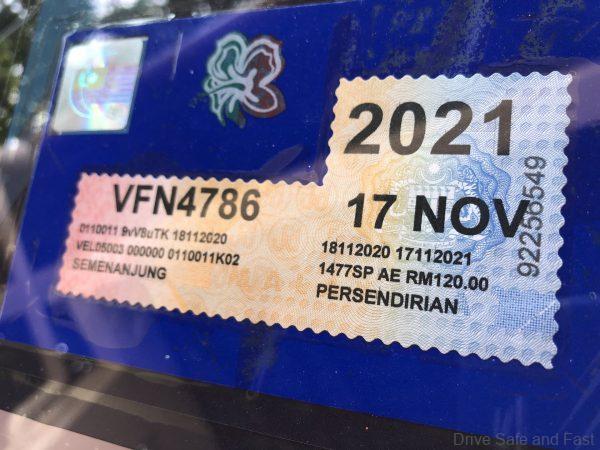 2021
17 NOV
VFN4786
0110011 9vV8uTK 18112020
VEL05003 000000 0110011K02
SEMENANJUNG
18112020 17112021
1477SP AE RM120.00
PERSENDIRIAN
92256549
Drive Safe and Fast